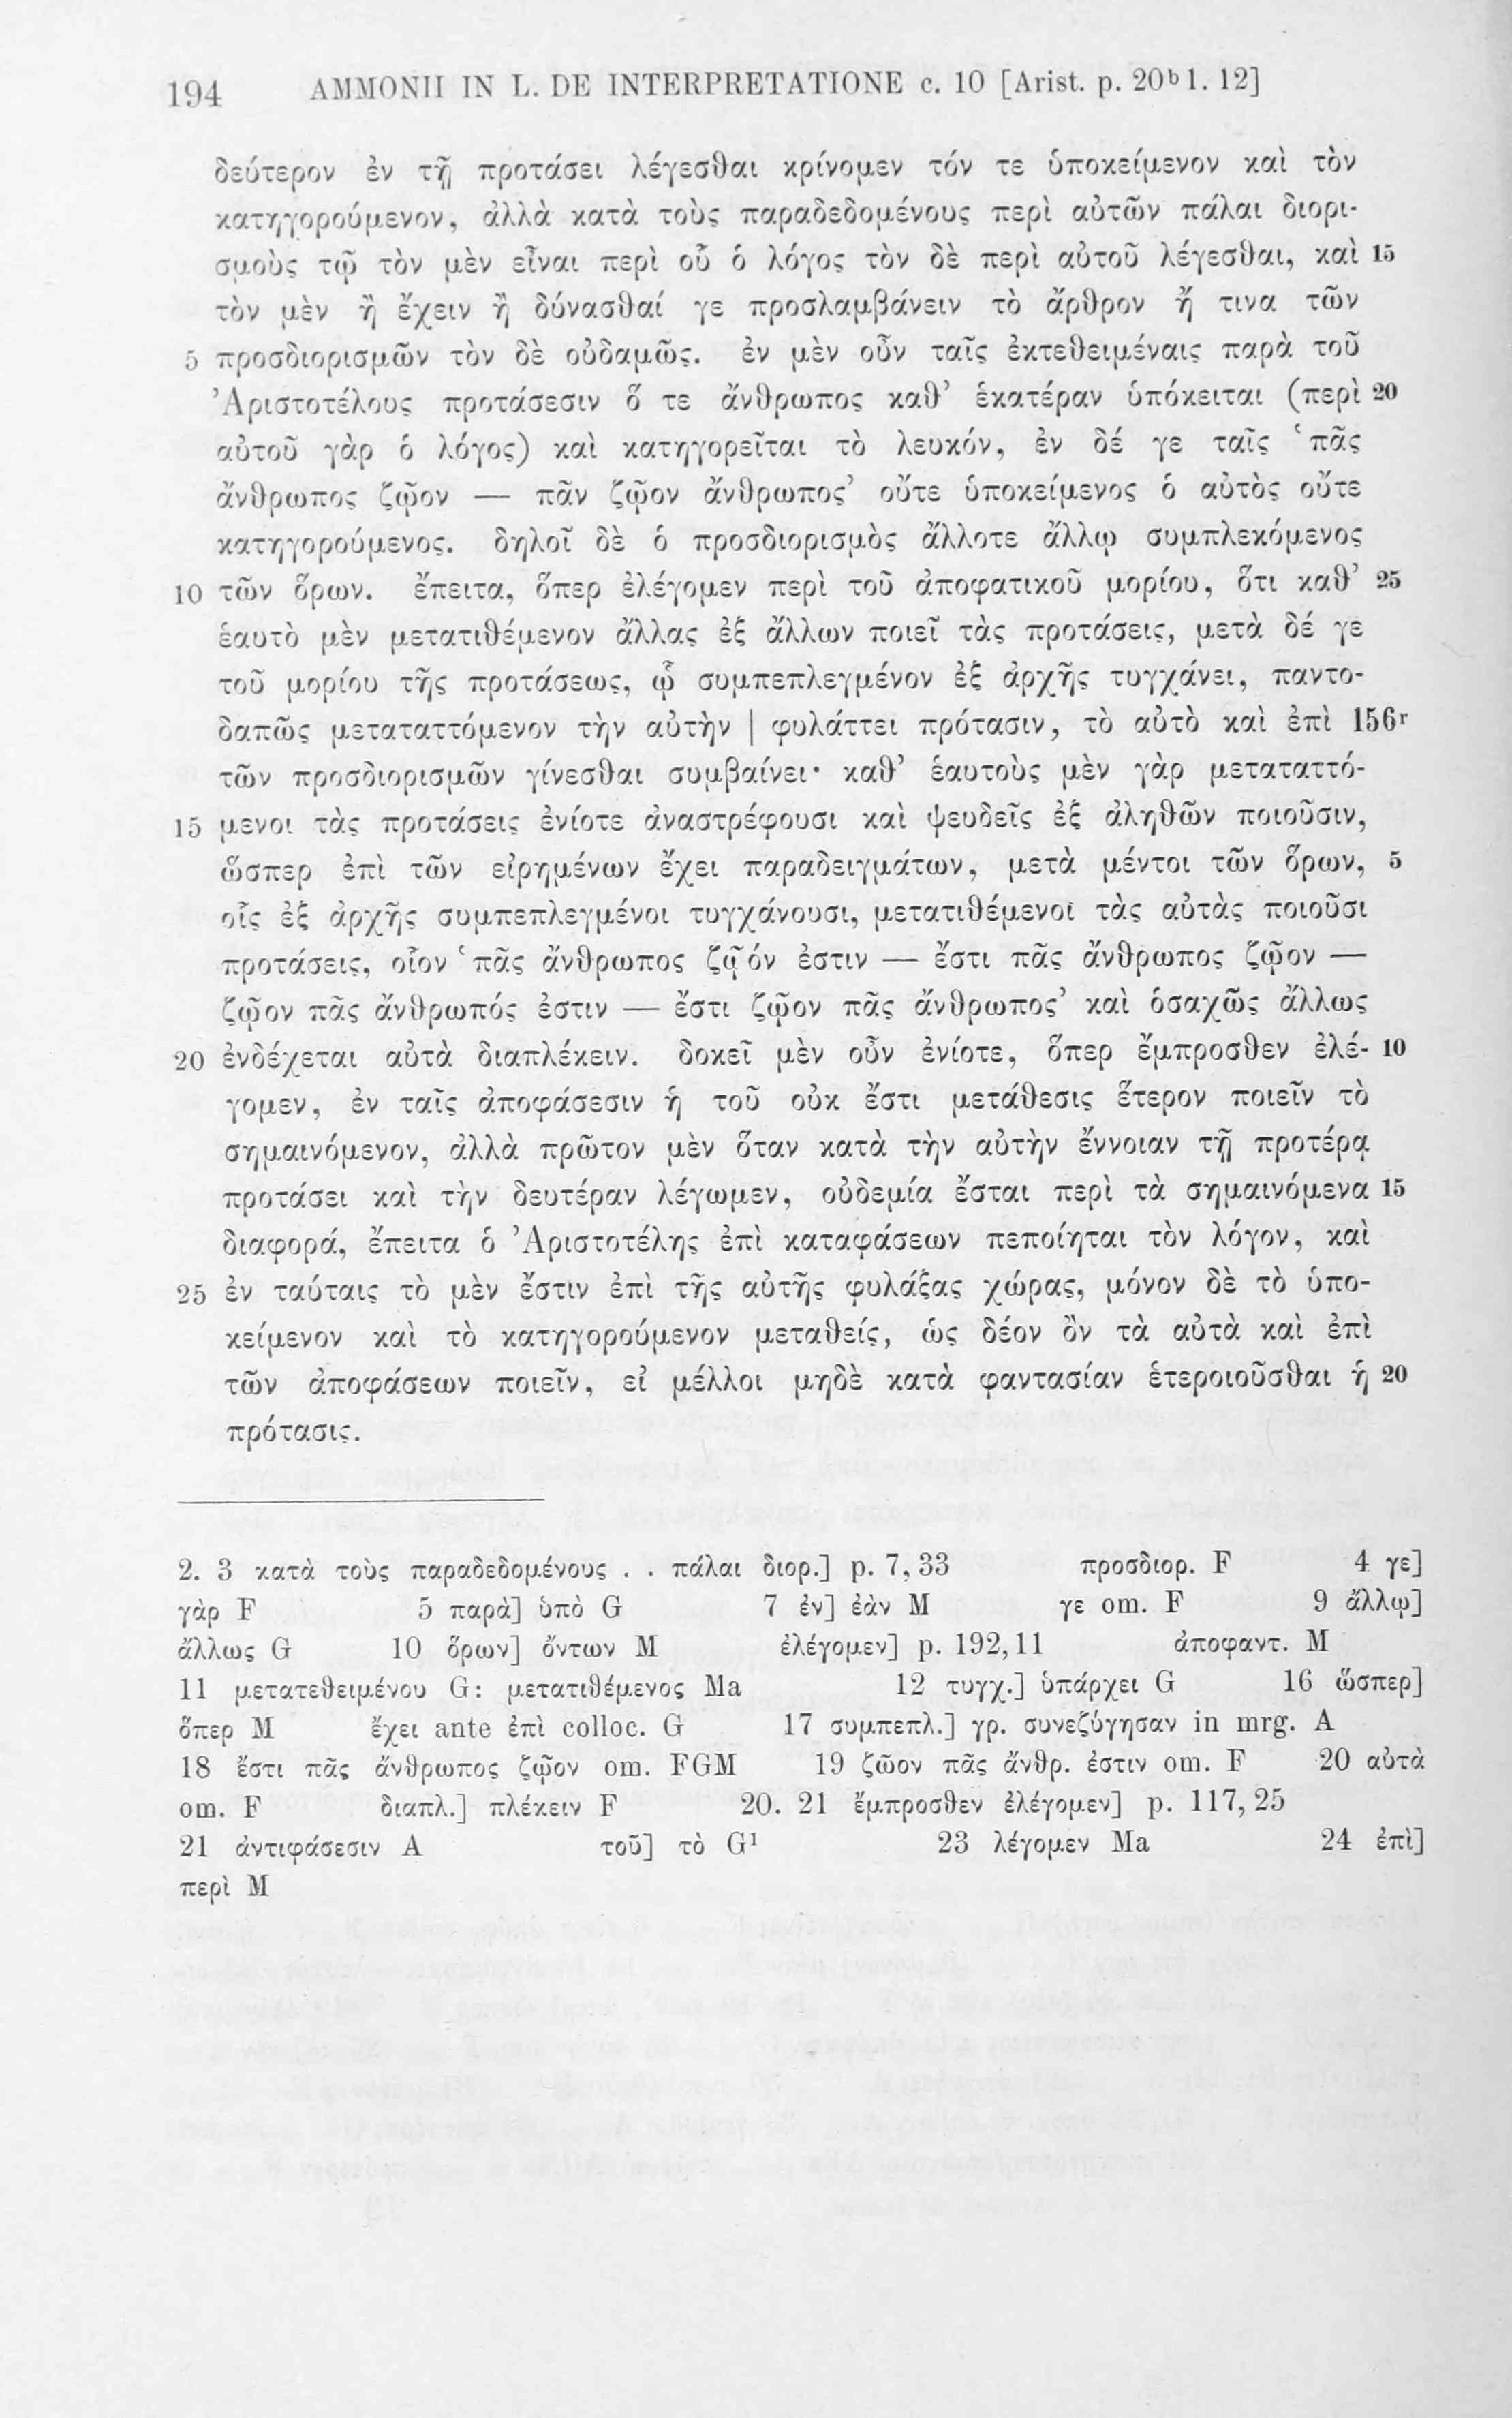 194 AMMONII IN L. DE INTERPRETATIONE c. 10 [Arist. p. 20ᵇ l. 12]
δεύτερον ἐν τῇ προτάσει λέγεσθαι κρίνομεν τόν τε ὑποκείμενον καὶ τὸν
κατηγορούμενον, ἀλλὰ κατὰ τοὺς παραδεδομένους περὶ αὐτῶν πάλαι διορι-
σμοὺς τῷ τὸν μὲν εἶναι περὶ οὗ ὁ λόγος τὸν δὲ περὶ αὐτοῦ λέγεσθαι, καὶ 15
τὸν μὲν ἢ ἔχειν ἢ δύνασθαί γε προσλαμβάνειν τὸ ἄρθρον ἤ τινα τῶν
5 προσδιορισμῶν τὸν δὲ οὐδαμῶς. ἐν μὲν οὖν ταῖς ἐκτεθειμέναις παρὰ τοῦ
Ἀριστοτέλους προτάσεσιν ὅ τε ἄνθρωπος καθ’ ἑκατέραν ὑπόκειται (περὶ 20
αὐτοῦ γὰρ ὁ λόγος) καὶ κατηγορεῖται τὸ λευκόν, ἐν δέ γε ταῖς ‘πᾶς
ἄνθρωπος ζῷον — πᾶν ζῷον ἄνθρωπος’ οὔτε ὑποκείμενος ὁ αὐτὸς οὔτε
κατηγορούμενος. δηλοῖ δὲ ὁ προσδιορισμὸς ἄλλοτε ἄλλῳ συμπλεκόμενος
10 τῶν ὅρων. ἔπειτα, ὅπερ ἐλέγομεν περὶ τοῦ ἀποφατικοῦ μορίου, ὅτι καθ’ 25
ἑαυτὸ μὲν μετατιθέμενον ἄλλας ἐξ ἄλλων ποιεῖ τὰς προτάσεις, μετὰ δέ γε
τοῦ μορίου τῆς προτάσεως, ᾧ συμπεπλεγμένον ἐξ ἀρχῆς τυγχάνει, παντο-
δαπῶς μεταταττόμενον τὴν αὐτὴν | φυλάττει πρότασιν, τὸ αὐτὸ καὶ ἐπὶ 156ʳ
τῶν προσδιορισμῶν γίνεσθαι συμβαίνει· καθ’ ἑαυτοὺς μὲν γὰρ μεταταττό-
15 μενοι τὰς προτάσεις ἐνίοτε ἀναστρέφουσι καὶ ψευδεῖς ἐξ ἀληθῶν ποιοῦσιν,
ὥσπερ ἐπὶ τῶν εἰρημένων ἔχει παραδειγμάτων, μετὰ μέντοι τῶν ὅρων, 5
οἷς ἐξ ἀρχῆς συμπεπλεγμένοι τυγχάνουσι, μετατιθέμενοι τὰς αὐτὰς ποιοῦσι
προτάσεις, οἷον ‘πᾶς ἄνθρωπος ζῷόν ἐστιν — ἔστι πᾶς ἄνθρωπος ζῷον —
ζῷον πᾶς ἄνθρωπός ἐστιν — ἔστι ζῷον πᾶς ἄνθρωπος’ καὶ ὁσαχῶς ἄλλως
20 ἐνδέχεται αὐτὰ διαπλέκειν. δοκεῖ μὲν οὖν ἐνίοτε, ὅπερ ἔμπροσθεν ἐλέ- 10
γομεν, ἐν ταῖς ἀποφάσεσιν ἡ τοῦ οὐκ ἔστι μετάθεσις ἕτερον ποιεῖν τὸ
σημαινόμενον, ἀλλὰ πρῶτον μὲν ὅταν κατὰ τὴν αὐτὴν ἔννοιαν τῇ προτέρᾳ
προτάσει καὶ τὴν δευτέραν λέγωμεν, οὐδεμία ἔσται περὶ τὰ σημαινόμενα 15
διαφορά, ἔπειτα ὁ Ἀριστοτέλης ἐπὶ καταφάσεων πεποίηται τὸν λόγον, καὶ
25 ἐν ταύταις τὸ μὲν ἔστιν ἐπὶ τῆς αὐτῆς φυλάξας χώρας, μόνον δὲ τὸ ὑπο-
κείμενον καὶ τὸ κατηγορούμενον μεταθείς, ὡς δέον ὂν τὰ αὐτὰ καὶ ἐπὶ
τῶν ἀποφάσεων ποιεῖν, εἰ μέλλοι μηδὲ κατὰ φαντασίαν ἑτεροιοῦσθαι ἡ 20
πρότασις.
2. 3 κατὰ τοὺς παραδεδομένους . . πάλαι διορ.] p. 7, 33 προσδιορ. F 4 γε]
γὰρ F 5 παρὰ] ὑπὸ G 7 ἐν] ἐὰν M γε om. F 9 ἄλλῳ]
ἄλλως G 10 ὅρων] ὄντων M ἐλέγομεν] p. 192,11 ἀποφαντ. M
11 μετατεθειμένου G: μετατιθέμενος Ma 12 τυγχ.] ὑπάρχει G 16 ὥσπερ]
ὅπερ M ἔχει ante ἐπὶ colloc. G 17 συμπεπλ.] γρ. συνεζύγησαν in mrg. A
18 ἔστι πᾶς ἄνθρωπος ζῷον om. FGM 19 ζῶον πᾶς ἄνθρ. ἐστιν om. F 20 αὐτὰ
om. F διαπλ.] πλέκειν F 20. 21 ἔμπροσθεν ἐλέγομεν] p. 117, 25
21 ἀντιφάσεσιν A τοῦ] τὸ G¹ 23 λέγομεν Ma 24 ἐπὶ]
περὶ M